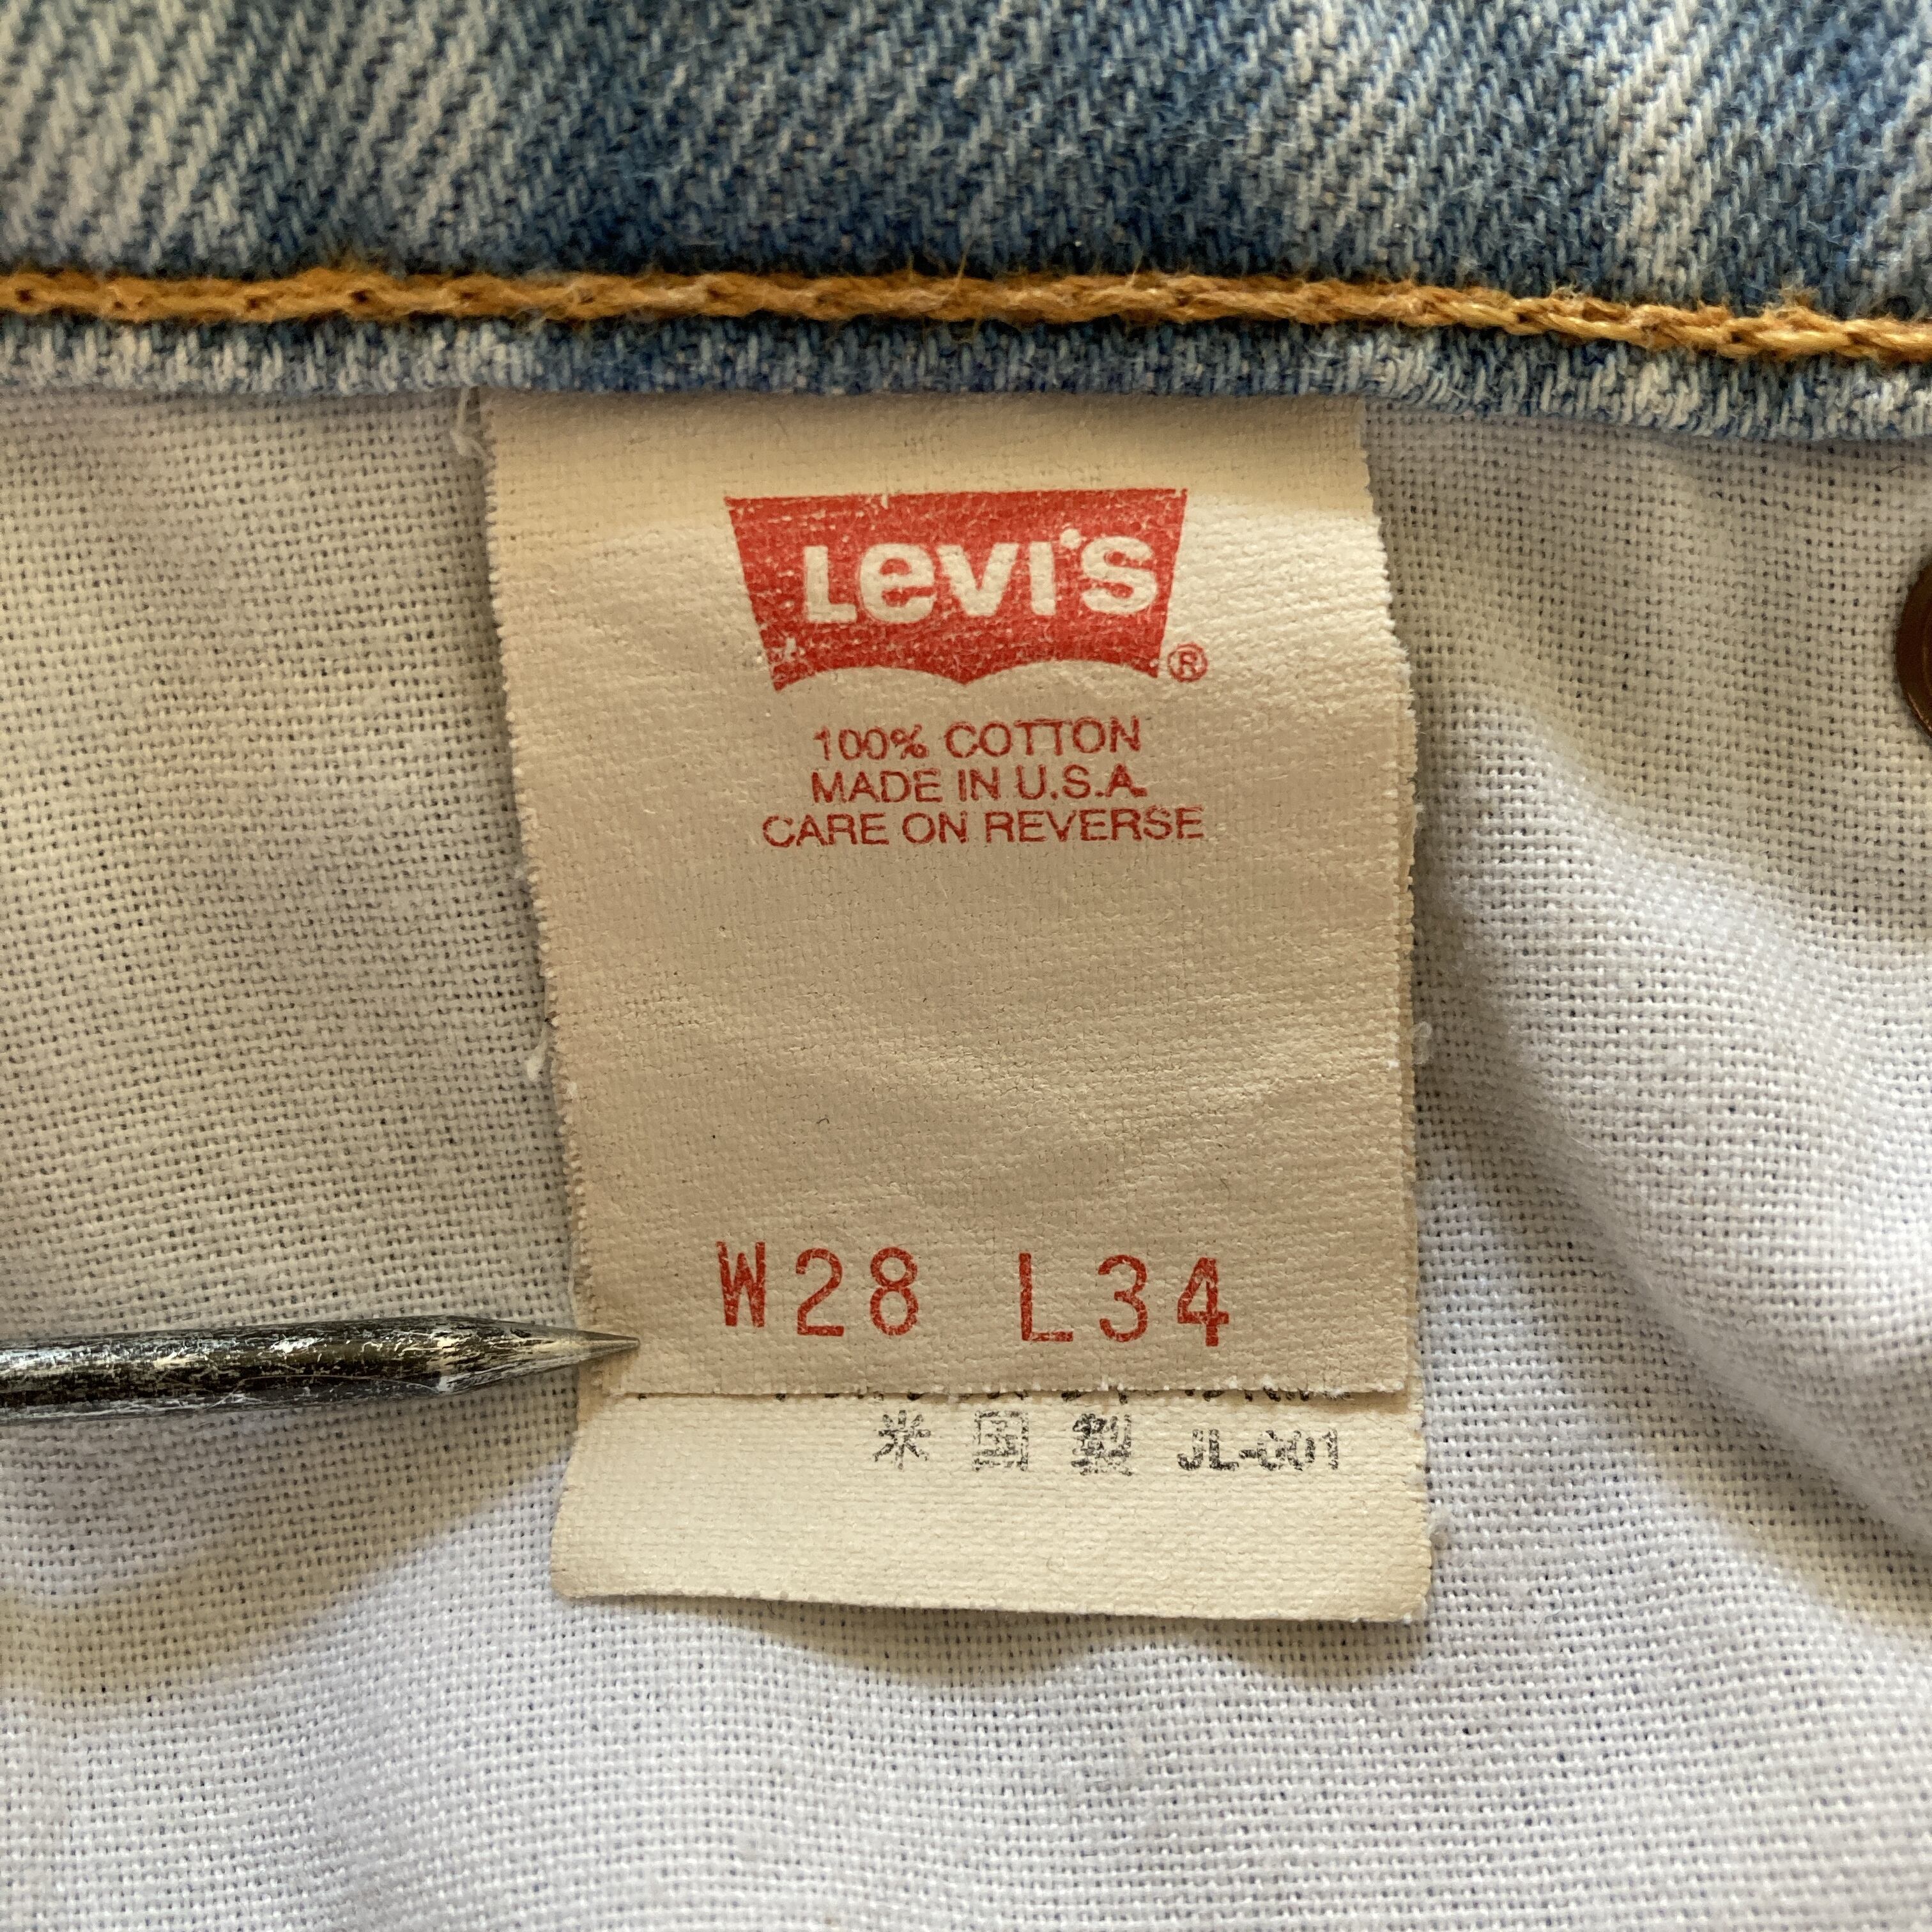 Levi's ®
100% COTTON
MADE IN U.S.A.
CARE ON REVERSE
W28 L34
米国製 JL-001